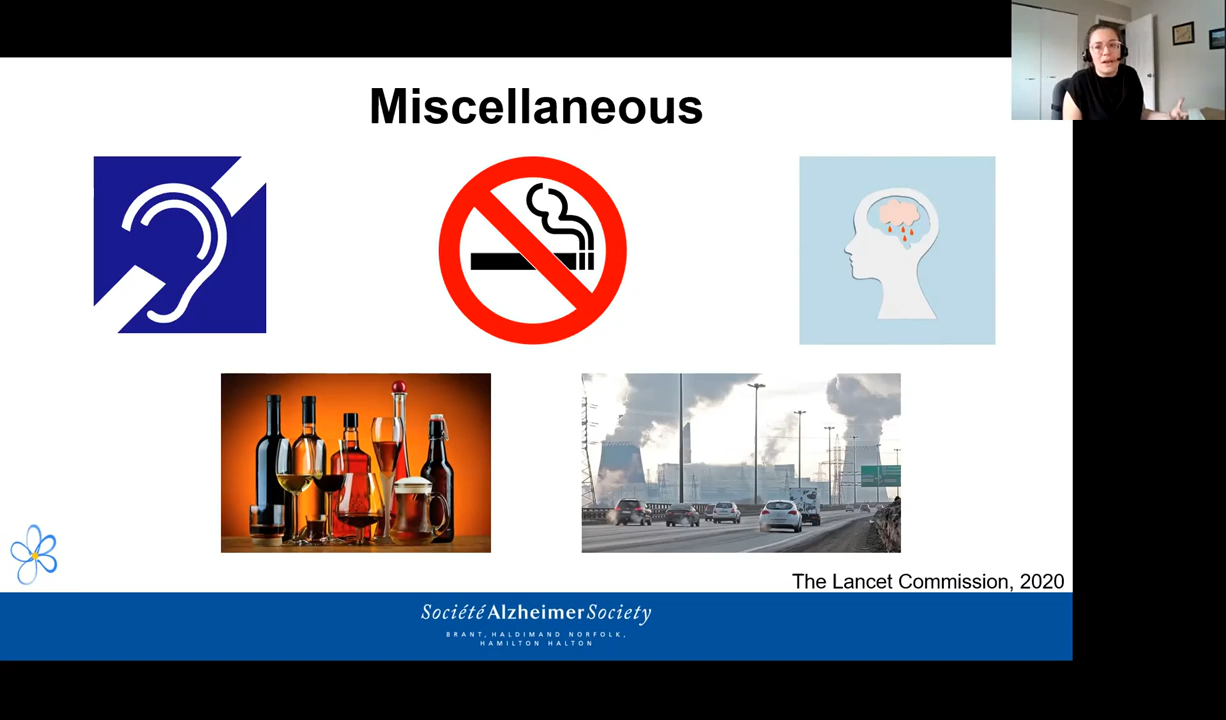 Miscellaneous
The Lancet Commission, 2020
Société Alzheimer Society
BRANT, HALDIMAND NORFOLK,
HAMILTON HALTON